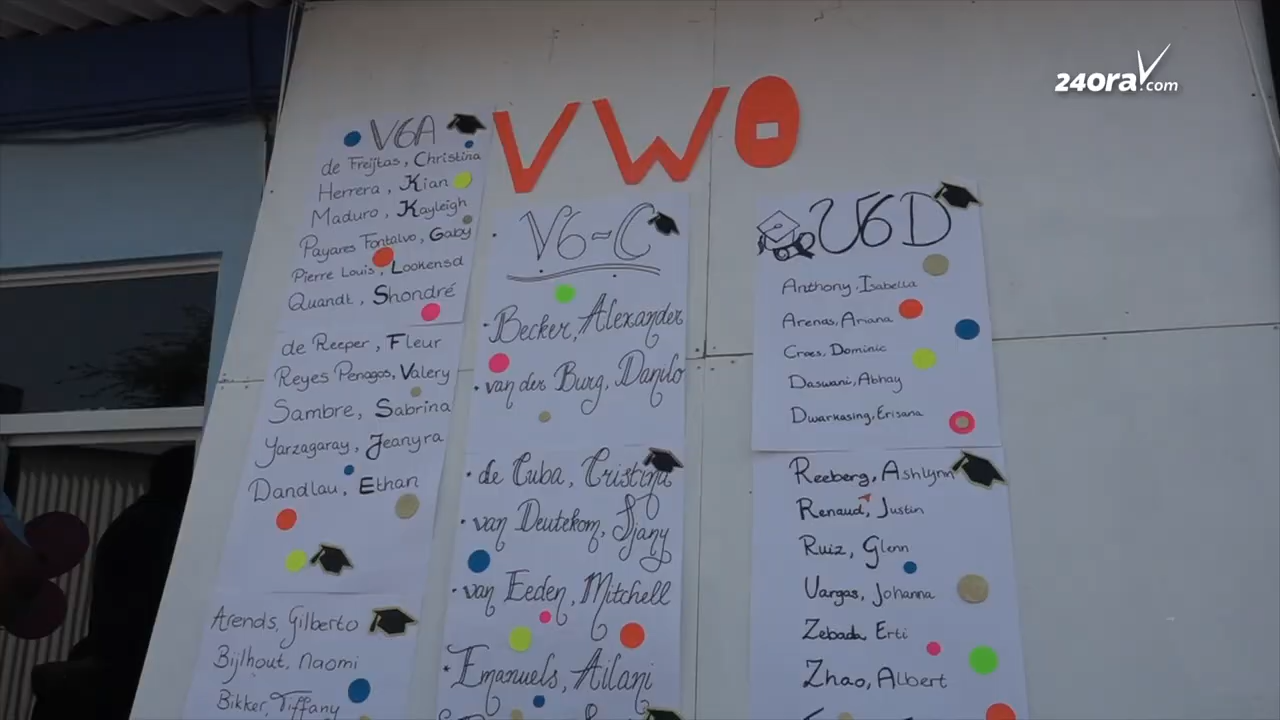 24ora.com
VWO
V6A
de Freijtas, Christina
Herrera, Kian
Maduro, Kayleigh
Payares Fontalvo, Gaby
Pierre Louis, Lookensd
Quandt, Shondré
de Reeper, Fleur
Reyes Penagos, Valery
Sambre, Sabrina
Yarzagaray, Jeanyra
Dandlau, Ethan
Arends, Gilberto
Bijlhout, Naomi
Bikker, Tiffany
V6-C
Becker, Alexander
van der Burg, Danilo
de Cuba, Cristina
van Deutekom, Djany
van Eeden, Mitchell
Emanuels, Ailani
V6D
Anthony, Isabella
Arenas, Ariana
Croes, Dominic
Daswani, Abhay
Dwarkasing, Erisana
Reeberg, Ashlynn
Renaud, Justin
Ruiz, Glenn
Vargas, Johanna
Zebada, Erti
Zhao, Albert